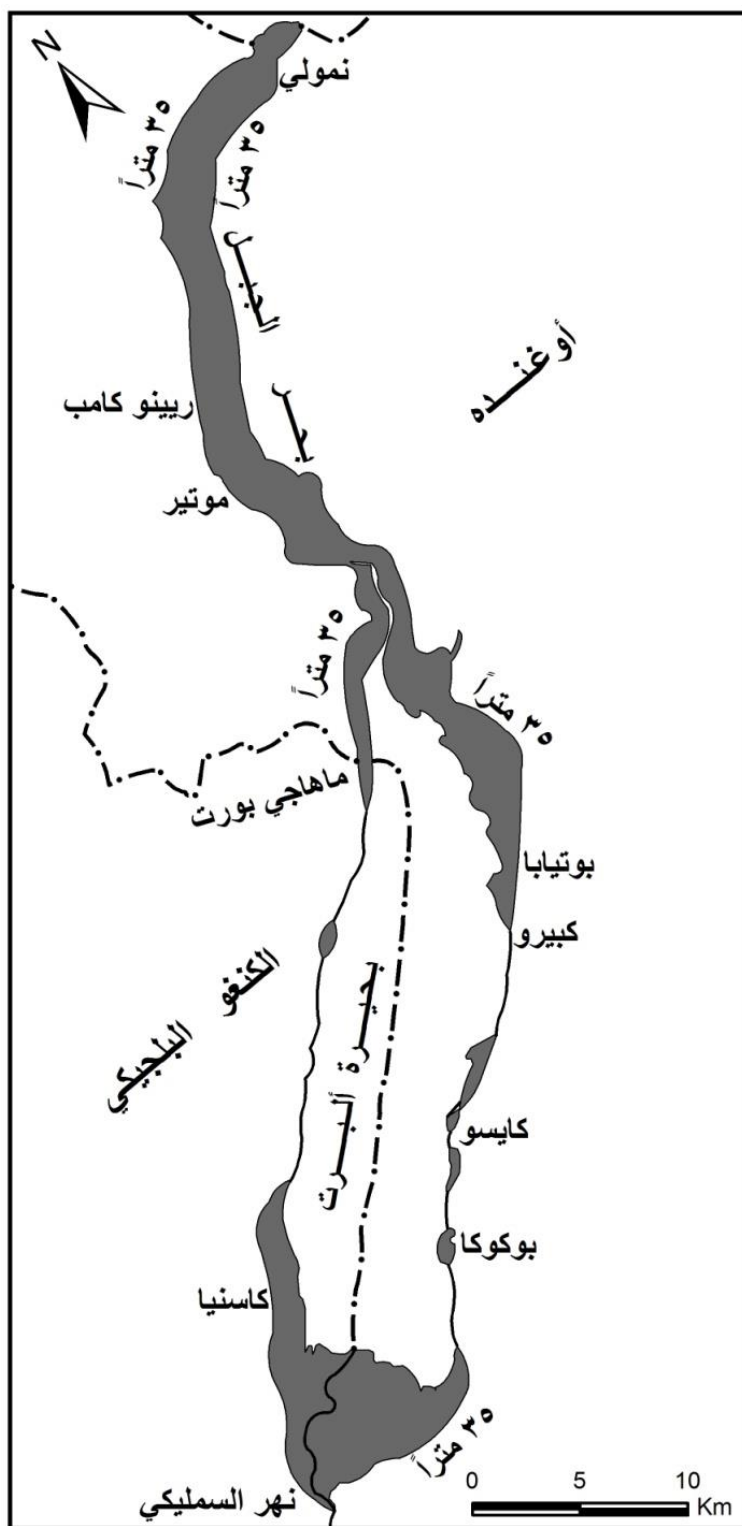 N
نمولي
٣٥ متراً
٣٥ متراً
بحر الجبل
أوغنده
ريينو كامب
موتير
٣٥ متراً
٣٥ متراً
ماهاجي بورت
بوتيابا
كبيرو
الكنغو البلجيكي
بحيرة ألبرت
كايسو
بوكوكا
كاسنيا
٣٥ متراً
نهر السمليكي
0 5 10
Km